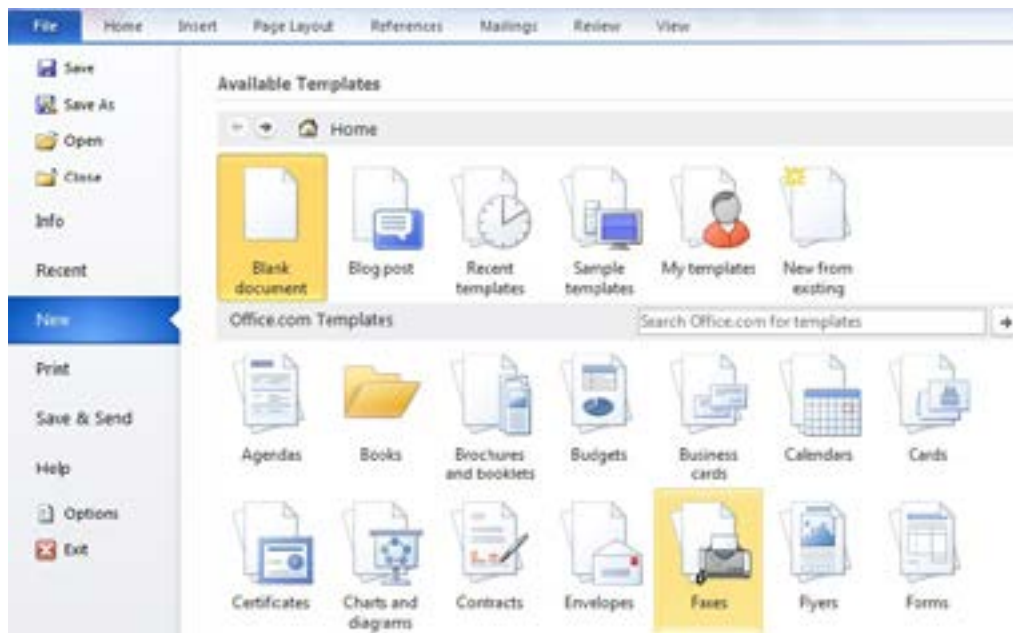 File Home Insert Page Layout References Mailings Review View
Save
Save As
Open
Close
Info
Recent
New
Print
Save & Send
Help
Options
Exit
Available Templates
Home
Blank document
Blog post
Recent templates
Sample templates
My templates
New from existing
Office.com Templates
Search Office.com for templates
Agendas
Books
Brochures and booklets
Budgets
Business cards
Calendars
Cards
Certificates
Charts and diagrams
Contracts
Envelopes
Faxes
Flyers
Forms